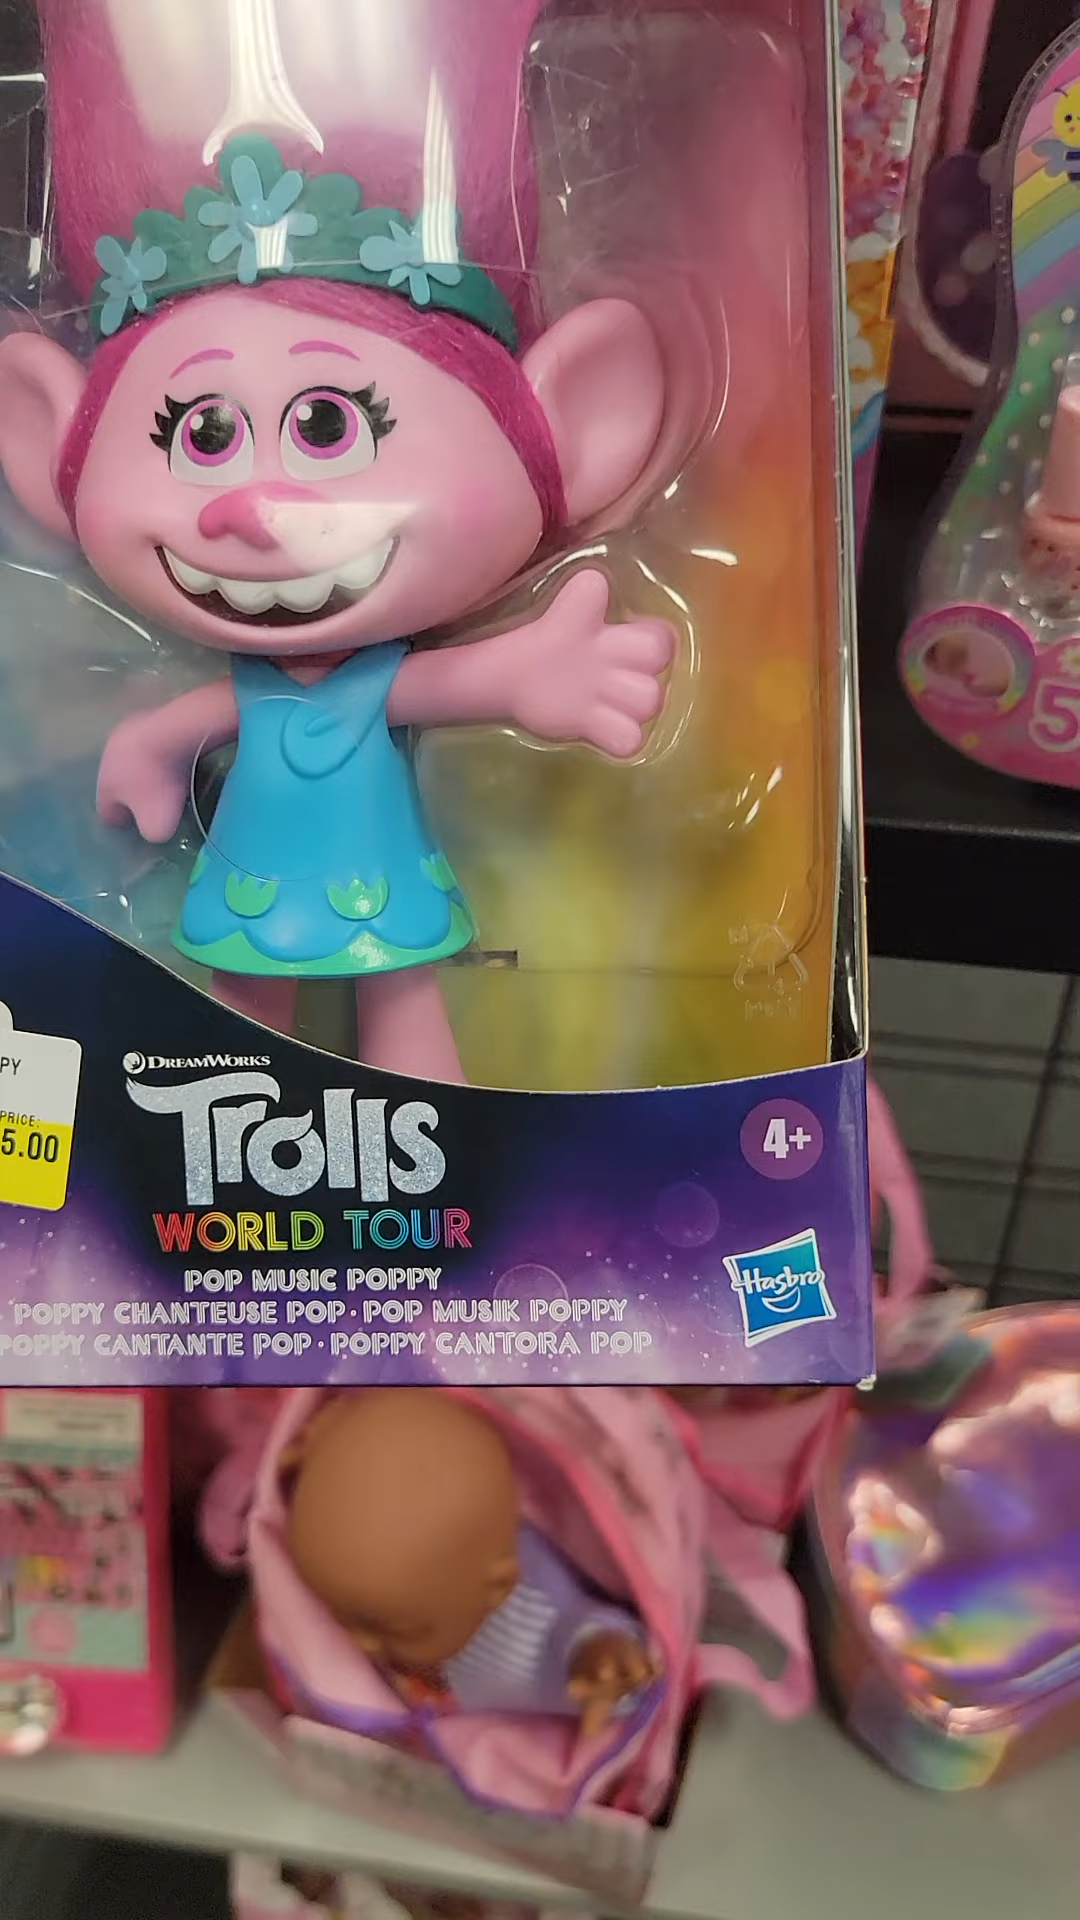 DREAMWORKS
Trolls
WORLD TOUR
POP MUSIC POPPY
POPPY CHANTEUSE POP · POP MUSIK POPPY
POPPY CANTANTE POP · POPPY CANTORA POP
4+
Hasbro
PY
PRICE:
5.00
5